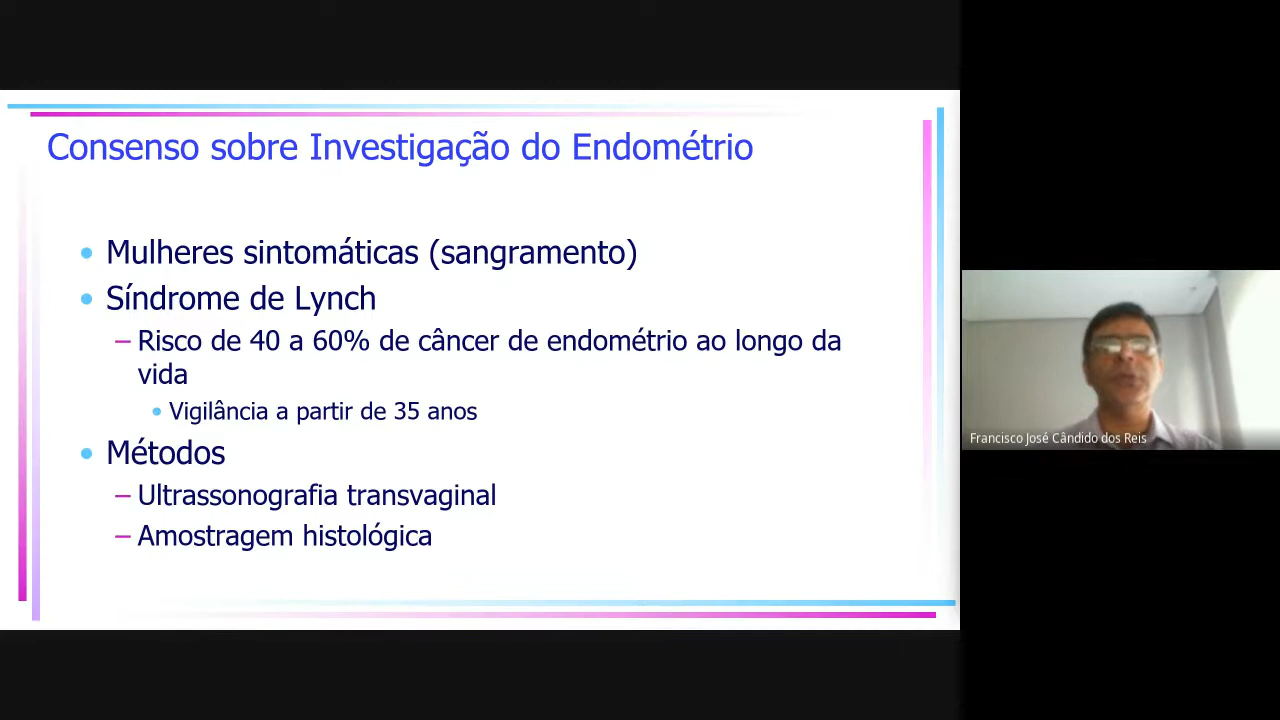 Consenso sobre Investigação do Endométrio
Mulheres sintomáticas (sangramento)
Síndrome de Lynch
– Risco de 40 a 60% de câncer de endométrio ao longo da
vida
Vigilância a partir de 35 anos
Métodos
– Ultrassonografia transvaginal
– Amostragem histológica
Francisco José Cândido dos Reis